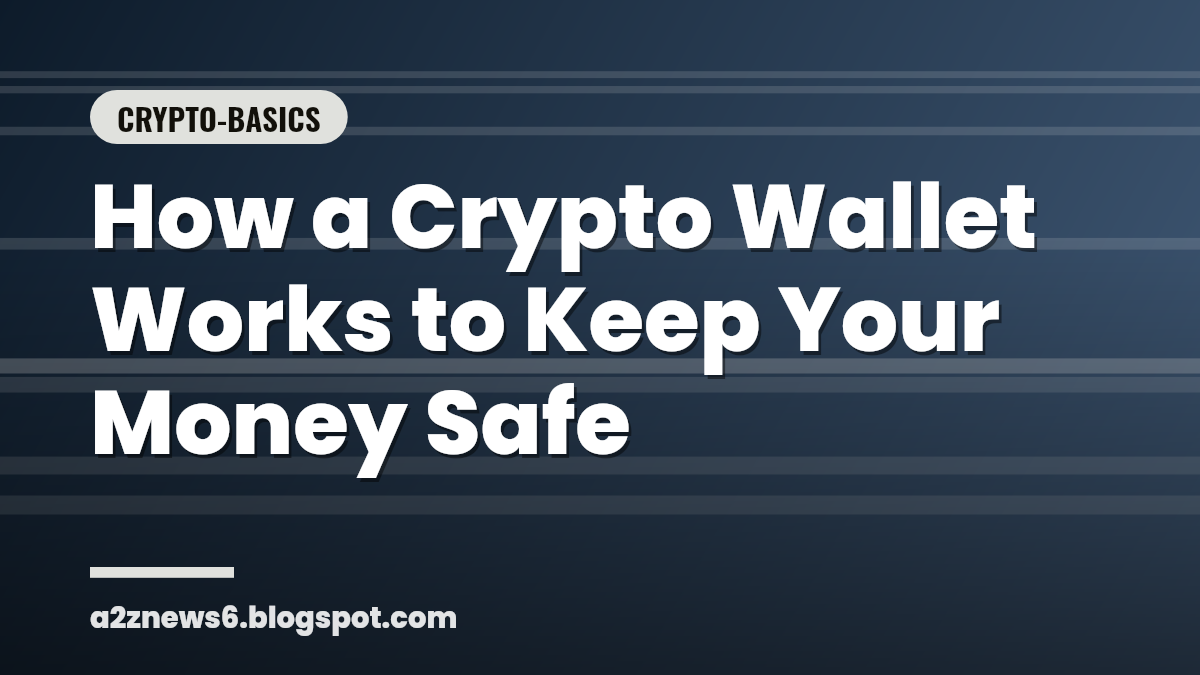 CRYPTO-BASICS
How a Crypto Wallet
Works to Keep Your
Money Safe
a2znews6.blogspot.com